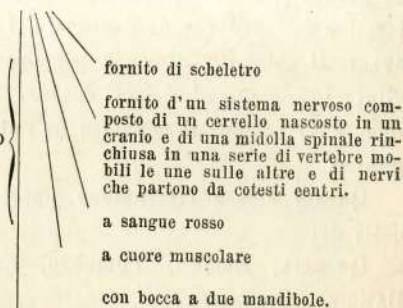 fornito di scheletro
fornito d'un sistema nervoso com-
posto di un cervello nascosto in un
cranio e di una midolla spinale rin-
chiusa in una serie di vertebre mo-
bili le une sulle altre e di nervi
che partono da cotesti centri.
a sangue rosso
a cuore muscolare
con bocca a due mandibole.